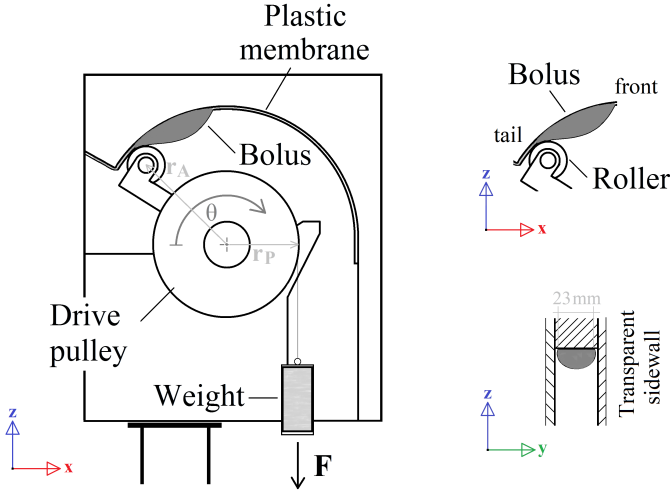 Plastic
membrane
Bolus
r_A
θ
r_P
Drive
pulley
Weight
F
z
x
Bolus
front
tail
Roller
z
x
23mm
Transparent
sidewall
z
y